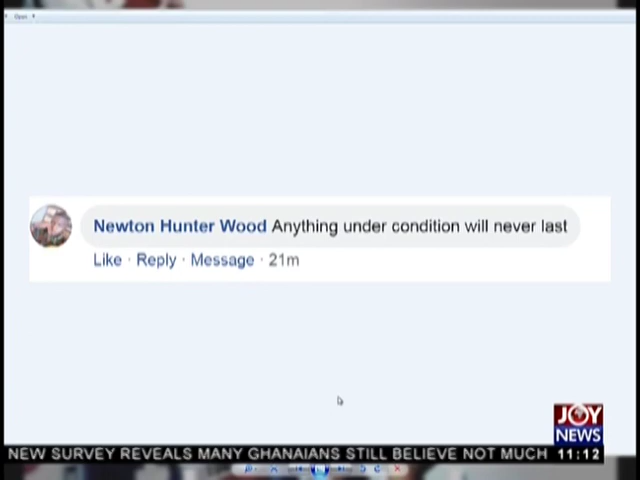 Open
Newton Hunter Wood Anything under condition will never last
Like · Reply · Message · 21m
JOY
NEWS
NEW SURVEY REVEALS MANY GHANAIANS STILL BELIEVE NOT MUCH 11:12